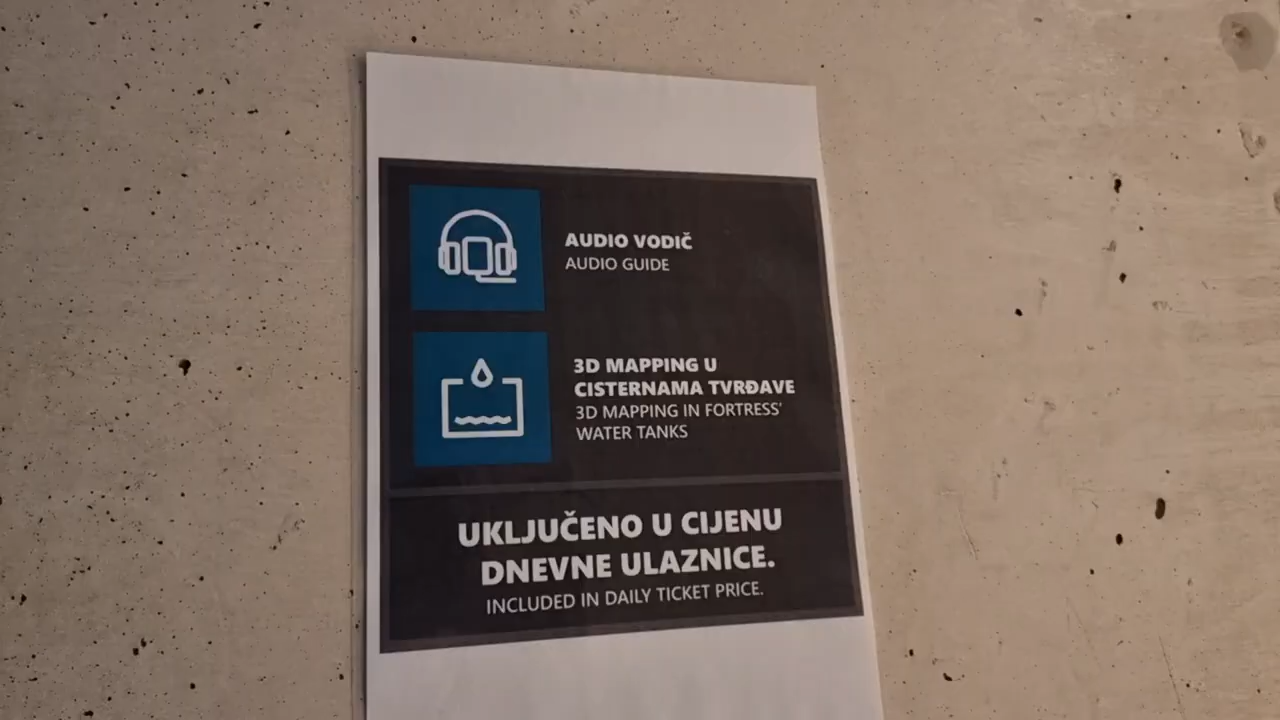 AUDIO VODIČ
AUDIO GUIDE
3D MAPPING U
CISTERNAMA TVRĐAVE
3D MAPPING IN FORTRESS'
WATER TANKS
UKLJUČENO U CIJENU
DNEVNE ULAZNICE.
INCLUDED IN DAILY TICKET PRICE.